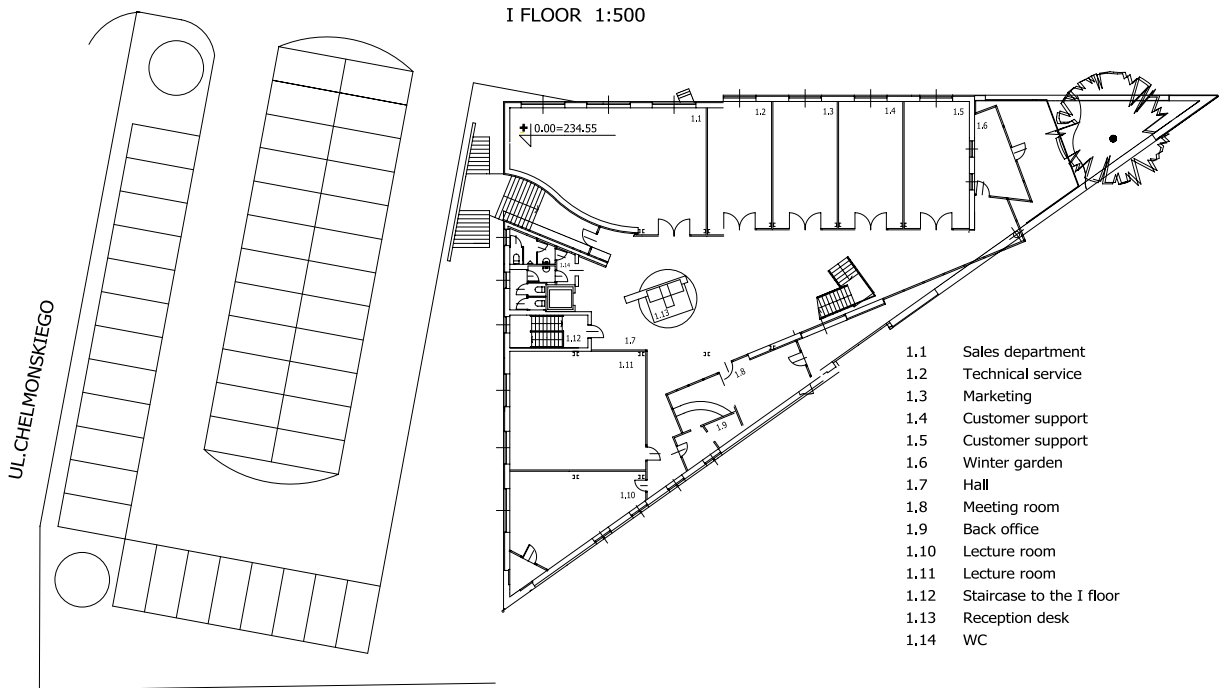 I FLOOR 1:500
1.1
1.2
1.3
1.4
1.5
1.6
0.00=234.55
1.14
1.13
1.12
1.7
1.11
1.8
1.9
1.10
UL.CHELMONSKIEGO
1.1 Sales department
1.2 Technical service
1.3 Marketing
1.4 Customer support
1.5 Customer support
1.6 Winter garden
1.7 Hall
1.8 Meeting room
1.9 Back office
1.10 Lecture room
1.11 Lecture room
1.12 Staircase to the I floor
1.13 Reception desk
1.14 WC